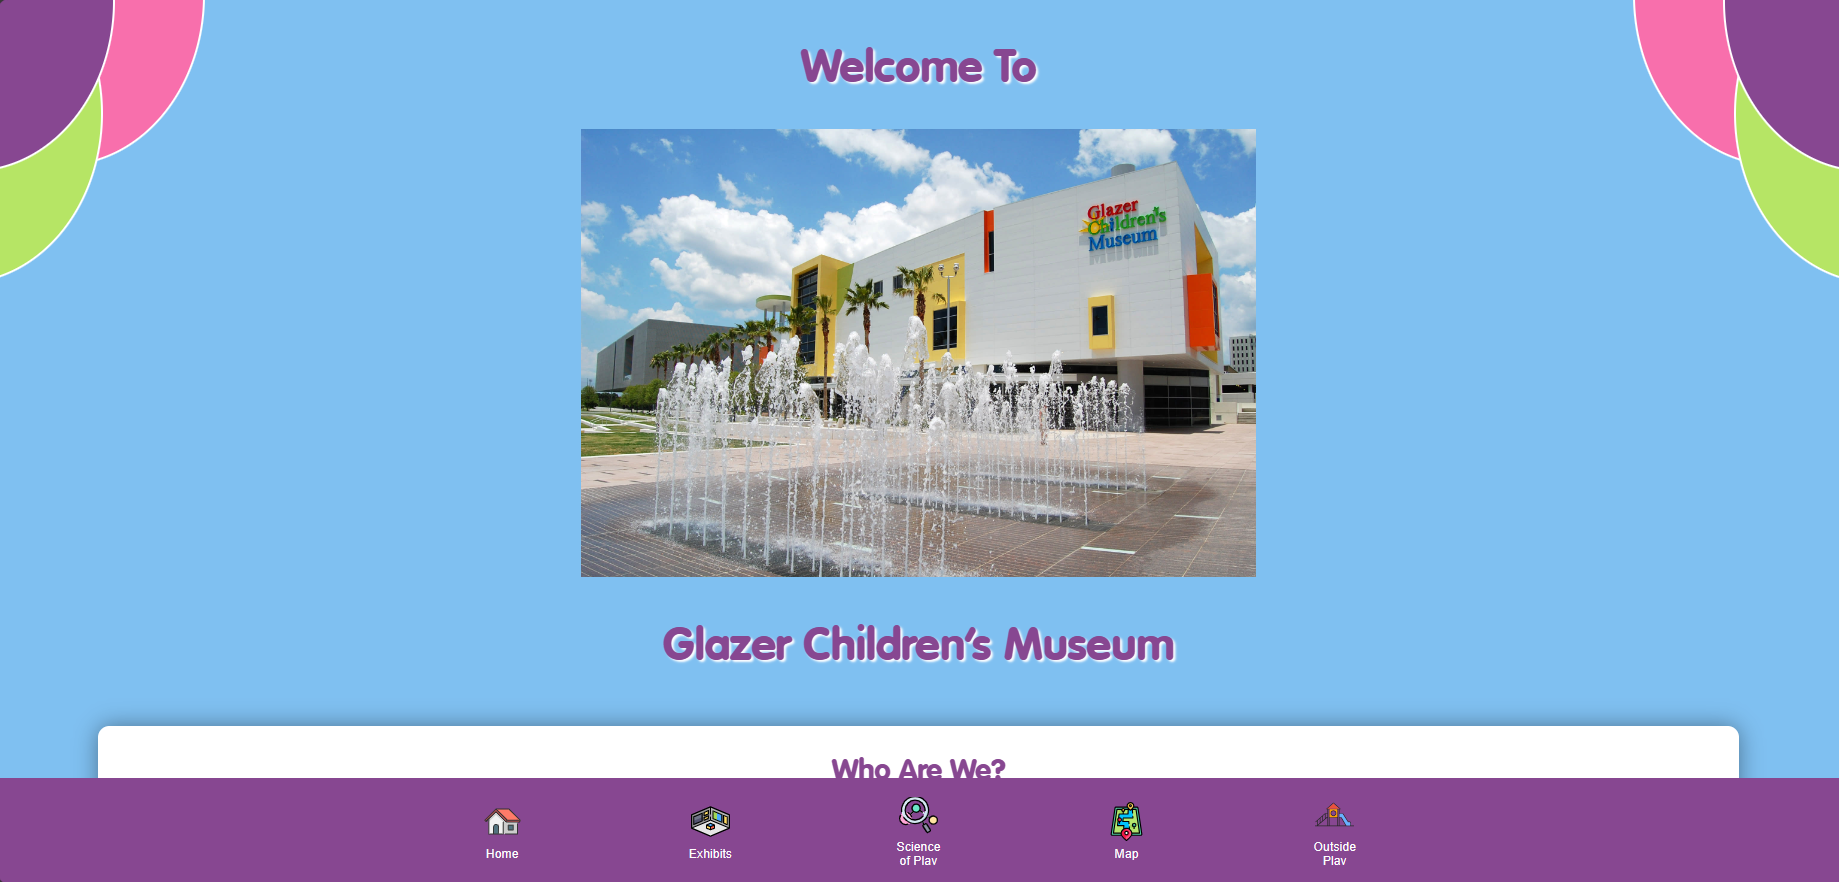 Welcome To
Glazer
Children's
Museum
Glazer Children's Museum
Who Are We?
Home
Exhibits
Science
of Play
Map
Outside
Play